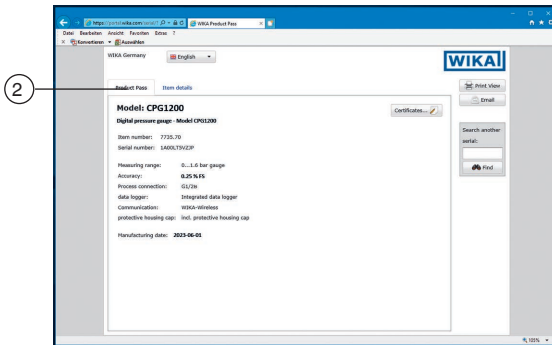 https://portal.wika.com/serial/
WIKA Product Pass
Datei Bearbeiten Ansicht Favoriten Extras ?
Konvertieren Auswählen
WIKA Germany English
WIKA
2
Product Pass Item details
Print View
Email
Model: CPG1200
Certificates...
Digital pressure gauge - Model CPG1200
Item number: 7735.70
Serial number: 1A00LTSVZJP
Search another serial:
Find
Measuring range: 0...1.6 bar gauge
Accuracy: 0.25 % FS
Process connection: G1/2B
data logger: Integrated data logger
Communication: WIKA-Wireless
protective housing cap: incl. protective housing cap
Manufacturing date: 2023-06-01
105%